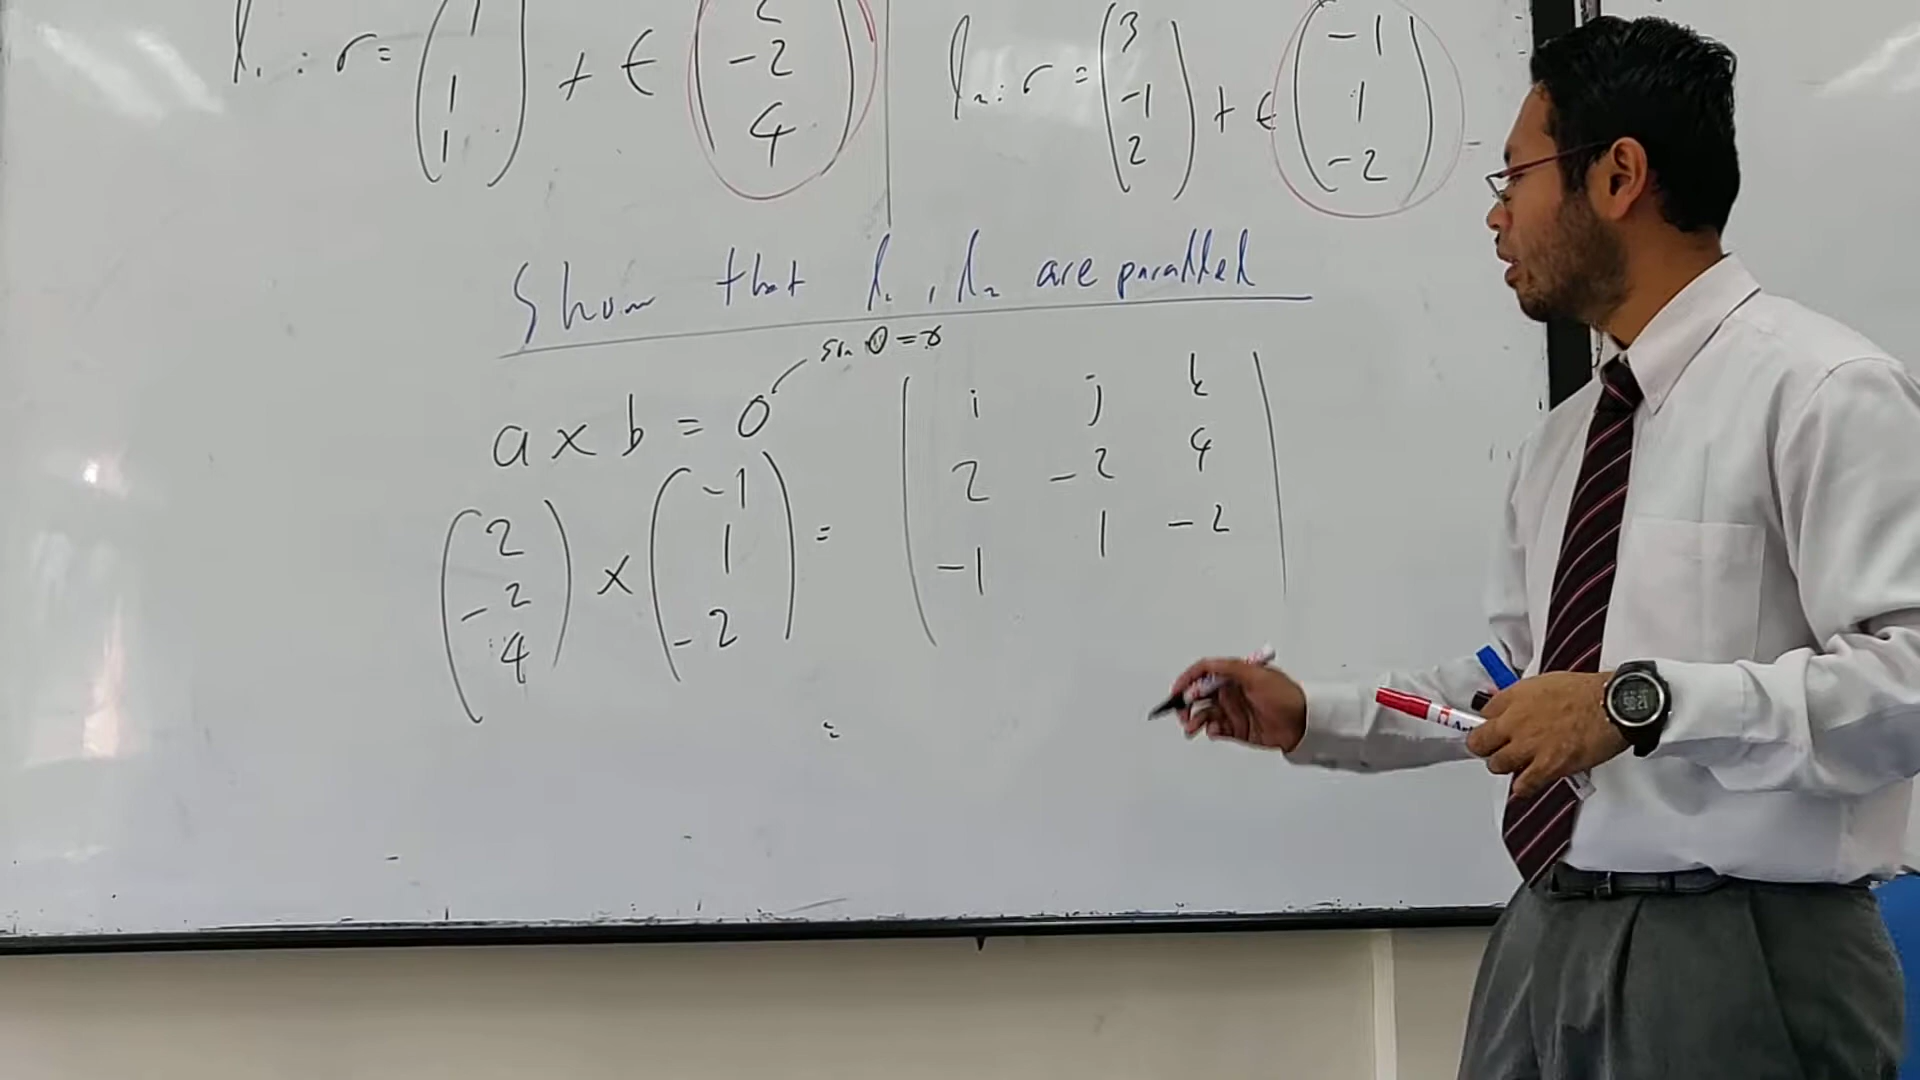 l₁ : r = (1 1 1) + t (2 -2 4)
l₂ : r = (3 -1 2) + t (-1 1 -2)
Show that l₁, l₂ are parallel
sin θ = 0
a × b = 0
(2 -2 4) × (-1 1 -2) =
| i j k
2 -2 4
-1 1 -2 |
=